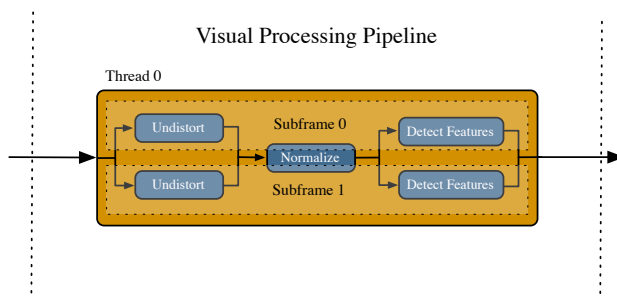 Visual Processing Pipeline
Thread 0
Undistort
Subframe 0
Detect Features
Normalize
Undistort
Subframe 1
Detect Features